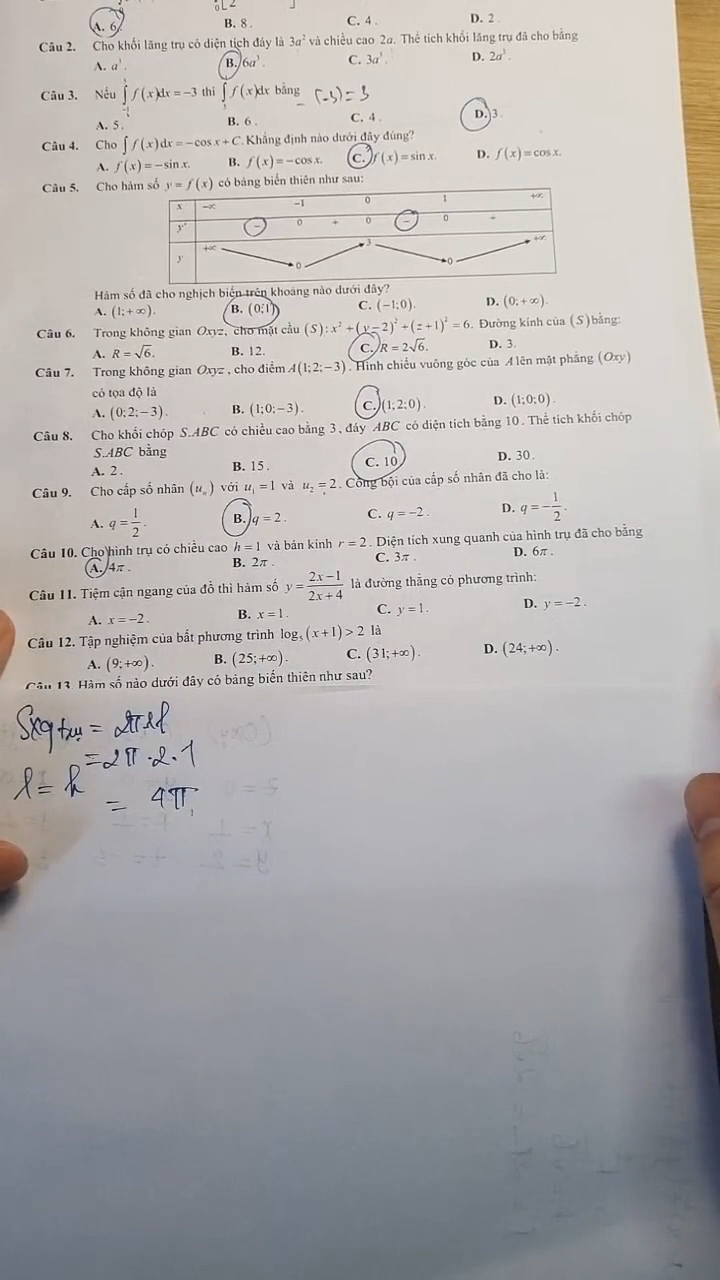 A. 6. B. 8. C. 4. D. 2.
Câu 2. Cho khối lăng trụ có diện tích đáy là 3a² và chiều cao 2a. Thể tích khối lăng trụ đã cho bằng
A. a³. B. 6a³. C. 3a³. D. 2a³.
Câu 3. Nếu ∫ f(x)dx = −3 thì ∫ f(x)dx bằng − (-3) = 3
A. 5. B. 6. C. 4. D. 3.
Câu 4. Cho ∫ f(x)dx = −cos x + C. Khẳng định nào dưới đây đúng?
A. f(x) = −sin x. B. f(x) = −cos x. C. f(x) = sin x. D. f(x) = cos x.
Câu 5. Cho hàm số y = f(x) có bảng biến thiên như sau:
x −∞ −1 0 1 +∞
y' − 0 + 0 − 0 +
y +∞ 0 3 0 +∞
Hàm số đã cho nghịch biến trên khoảng nào dưới đây?
A. (1;+∞). B. (0;1) C. (−1;0). D. (0;+∞).
Câu 6. Trong không gian Oxyz, cho mặt cầu (S): x² + (y−2)² + (z+1)² = 6. Đường kính của (S) bằng:
A. R = √6. B. 12. C. R = 2√6. D. 3.
Câu 7. Trong không gian Oxyz, cho điểm A(1;2;−3). Hình chiếu vuông góc của A lên mặt phẳng (Oxy)
có tọa độ là
A. (0;2;−3). B. (1;0;−3). C. (1;2;0). D. (1;0;0).
Câu 8. Cho khối chóp S.ABC có chiều cao bằng 3, đáy ABC có diện tích bằng 10. Thể tích khối chóp
S.ABC bằng
A. 2. B. 15. C. 10 D. 30.
Câu 9. Cho cấp số nhân (uₙ) với u₁ = 1 và u₂ = 2. Công bội của cấp số nhân đã cho là:
A. q = 1/2. B. q = 2. C. q = −2. D. q = −1/2.
Câu 10. Cho hình trụ có chiều cao h = 1 và bán kính r = 2. Diện tích xung quanh của hình trụ đã cho bằng
A. 4π. B. 2π. C. 3π. D. 6π.
Câu 11. Tiệm cận ngang của đồ thì hàm số y = (2x−1)/(2x+4) là đường thẳng có phương trình:
A. x = −2. B. x = 1. C. y = 1. D. y = −2.
Câu 12. Tập nghiệm của bất phương trình log₅(x+1) > 2 là
A. (9;+∞). B. (25;+∞). C. (31;+∞). D. (24;+∞).
Câu 13. Hàm số nào dưới đây có bảng biến thiên như sau?
Sxq trụ = 2πrl
= 2π.2.1
l = h
= 4π